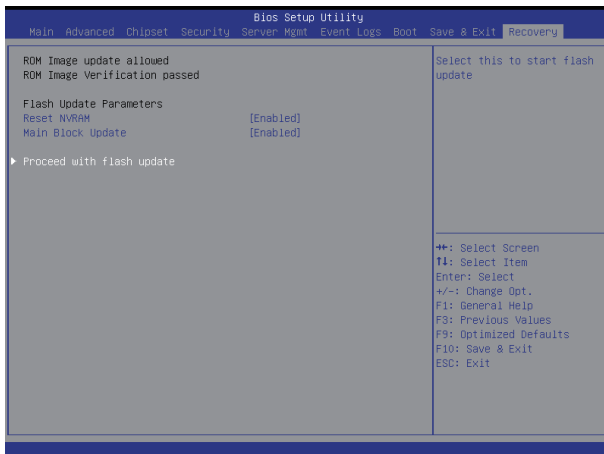 Bios Setup Utility
Main Advanced Chipset Security Server Mgmt Event Logs Boot Save & Exit Recovery
ROM Image update allowed
ROM Image Verification passed
Flash Update Parameters
Reset NVRAM [Enabled]
Main Block Update [Enabled]
▶ Proceed with flash update
Select this to start flash
update
→←: Select Screen
↑↓: Select Item
Enter: Select
+/-: Change Opt.
F1: General Help
F3: Previous Values
F9: Optimized Defaults
F10: Save & Exit
ESC: Exit